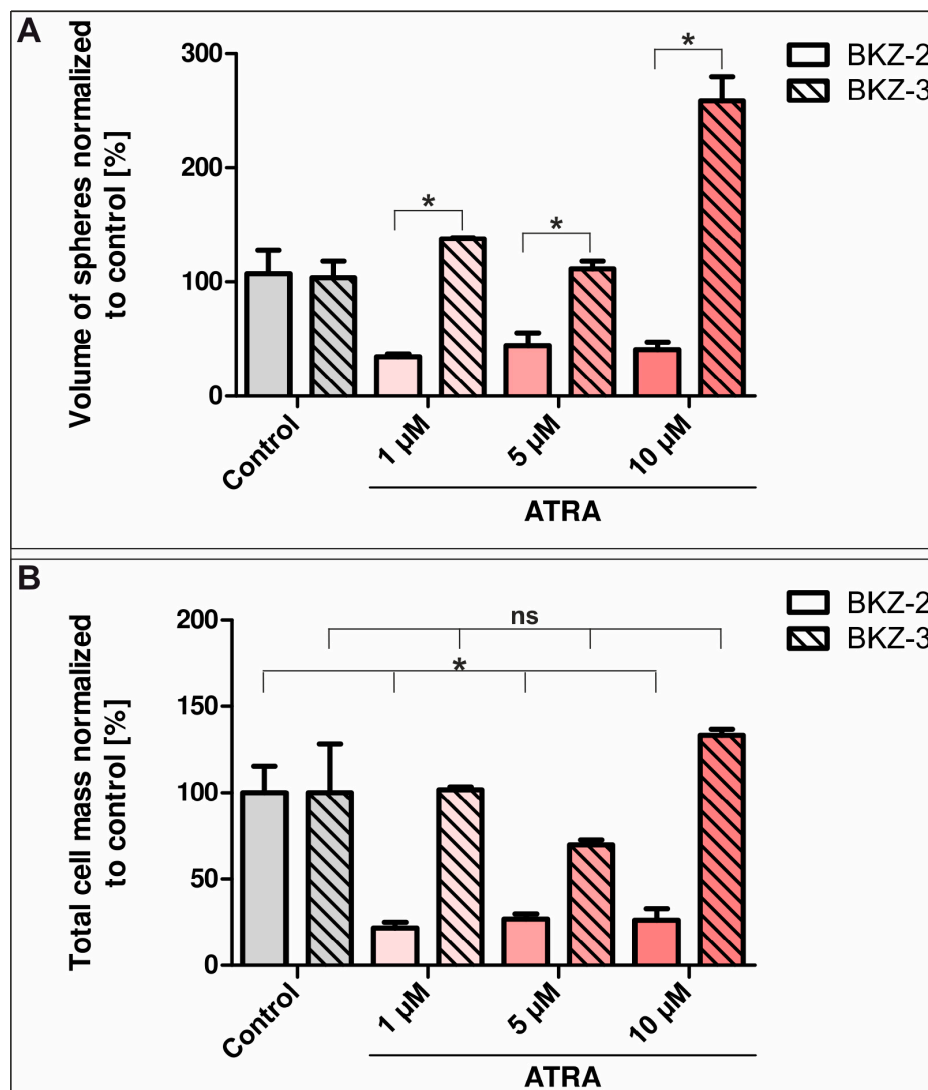 A
Volume of spheres normalized
to control [%]
300
200
100
0
*
*
*
BKZ-2
BKZ-3
Control
1 µM
5 µM
10 µM
ATRA
B
Total cell mass normalized
to control [%]
200
150
100
50
0
ns
*
BKZ-2
BKZ-3
Control
1 µM
5 µM
10 µM
ATRA